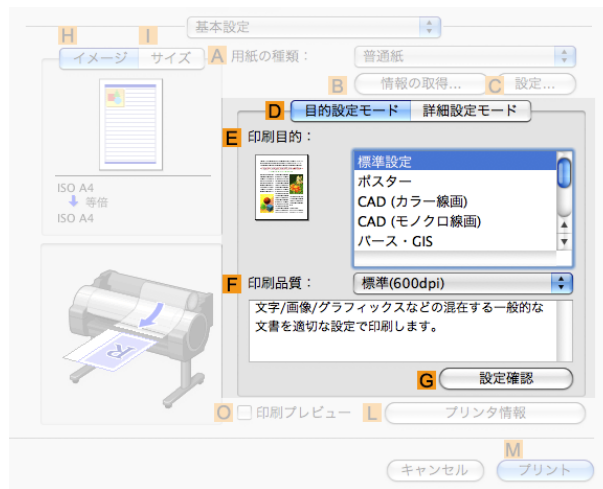 基本設定
H
I
イメージ サイズ
A 用紙の種類： 普通紙
B 情報の取得... C 設定...
D 目的設定モード 詳細設定モード
E 印刷目的：
標準設定
ポスター
CAD (カラー線画)
CAD (モノクロ線画)
パース・GIS
ISO A4
等倍
ISO A4
F 印刷品質： 標準(600dpi)
文字/画像/グラフィックスなどの混在する一般的な
文書を適切な設定で印刷します。
G 設定確認
O 印刷プレビュー L プリンタ情報
M
キャンセル プリント